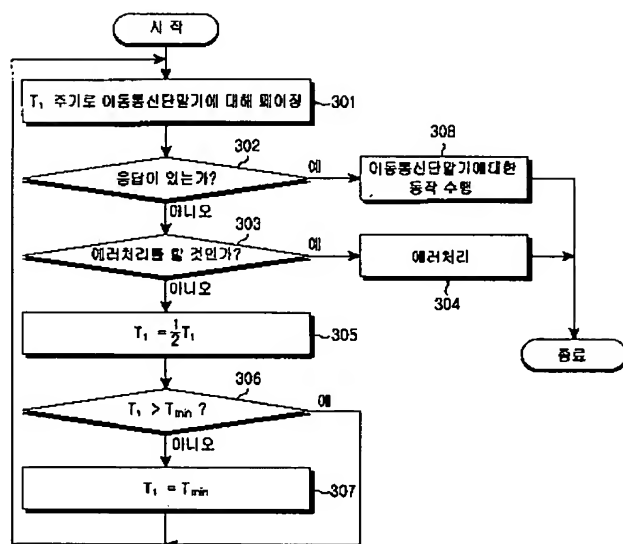 시 작
T₁ 주기로 이동통신단말기에 대해 페이징
301
302
응답이 있는가?
예
308
이동통신단말기에대한
동작 수행
아니오
303
에러처리를 할 것인가?
예
에러처리
304
아니오
T₁ = ½T₁
305
종료
306
T₁ > Tmin ?
예
아니오
T₁ = Tmin
307